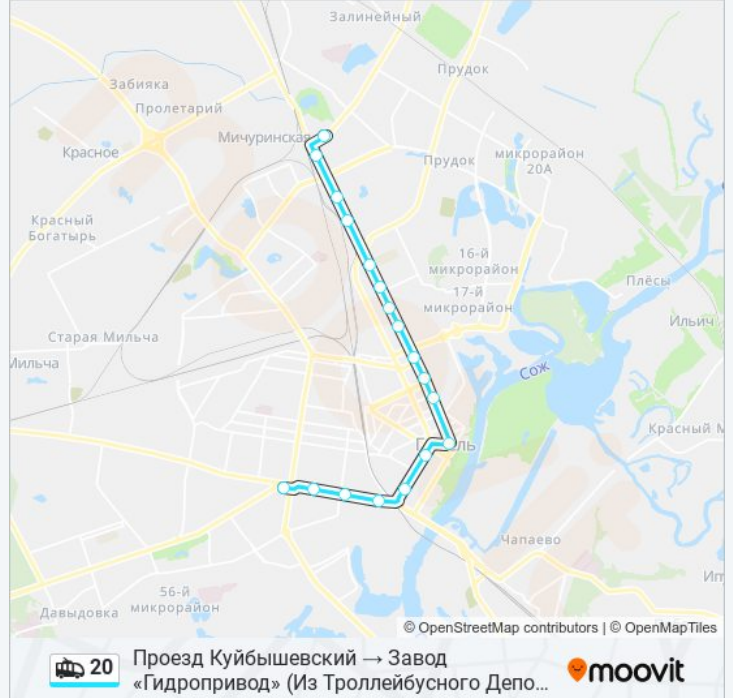 Залинейный
Прудок
Забияка
Пролетарий
Мичуринская
Красное
Прудок
микрорайон
20А
Красный
Богатырь
16-й
микрорайон
Плёсы
17-й
микрорайон
Ильич
Старая Мильча
Мильча
Сож
Красный М
Чапаево
56-й
микрорайон
Давыдовка
© OpenStreetMap contributors | © OpenMapTiles
20
Проезд Куйбышевский → Завод
«Гидропривод» (Из Троллейбусного Депо...
moovit